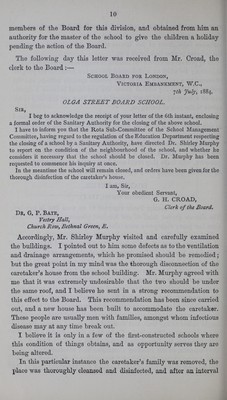 10
members of the Board for this division, and obtained from him an
authority for the master of the school to give the children a holiday
pending the action of the Board.
The following day this letter was received from Mr. Croad, the
clerk to the Board :—
School Board for London,
Victoria Embankment, W.C.,
7th July, 1884.
OLGA STREET BOARD SCHOOL.
Sir,
I beg to acknowledge the receipt of your letter of the 6th instant, enclosing
a formal order of the Sanitary Authority for the closing of the above school.
I have to inform you that the Rota Sub-Committee of the School Management
Committee, having regard to the regulation of the Education Department respecting
the closing of a school by a Sanitary Authority, have directed Dr. Shirley Murphy
to report on the condition of the neighbourhood of the school, and whether he
considers it necessary that the school should be closed. Dr. Murphy has been
requested to commence his inquiry at once.
In the meantime the school will remain closed, and orders have been given for the
thorough disinfection of the caretaker's house.
I am, Sir,
Your obedient Servant,
G. H. CROAD,
Clerk of the Board.
Dr. G. P. Bate,
Vestry Hall,
Church Row, Bethnal Green, E.
Accordingly, Mr. Shirley Murphy visited and carefully examined
the buildings. I pointed out to him some defects as to the ventilation
and drainage arrangements, which he promised should be remedied;
but the great point in my mind was the thorough disconnection of the
caretaker's house from the school building. Mr. Murphy agreed with
me that it was extremely undesirable that the two should be under
the same roof, and I believe he sent in a strong recommendation to
this effect to the Board. This recommendation has been since carried
out, and a new house has been built to accommodate the caretaker.
These people are usually men with families, amongst whom infectious
disease may at any time break out.
I believe it is only in a few of the first-constructed schools where
this condition of things obtains, and as opportunity serves they are
being altered.
In this particular instance the caretaker's family was removed, the
place was thoroughly cleaned and disinfected, and after an interval